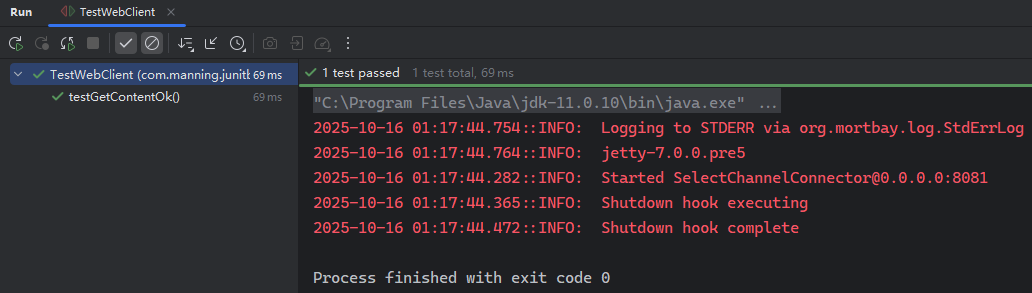 Run TestWebClient
TestWebClient (com.manning.junitb 69 ms
testGetContentOk() 69 ms
1 test passed 1 test total, 69 ms
"C:\Program Files\Java\jdk-11.0.10\bin\java.exe" ...
2025-10-16 01:17:44.754::INFO: Logging to STDERR via org.mortbay.log.StdErrLog
2025-10-16 01:17:44.764::INFO: jetty-7.0.0.pre5
2025-10-16 01:17:44.282::INFO: Started SelectChannelConnector@0.0.0.0:8081
2025-10-16 01:17:44.365::INFO: Shutdown hook executing
2025-10-16 01:17:44.472::INFO: Shutdown hook complete
Process finished with exit code 0